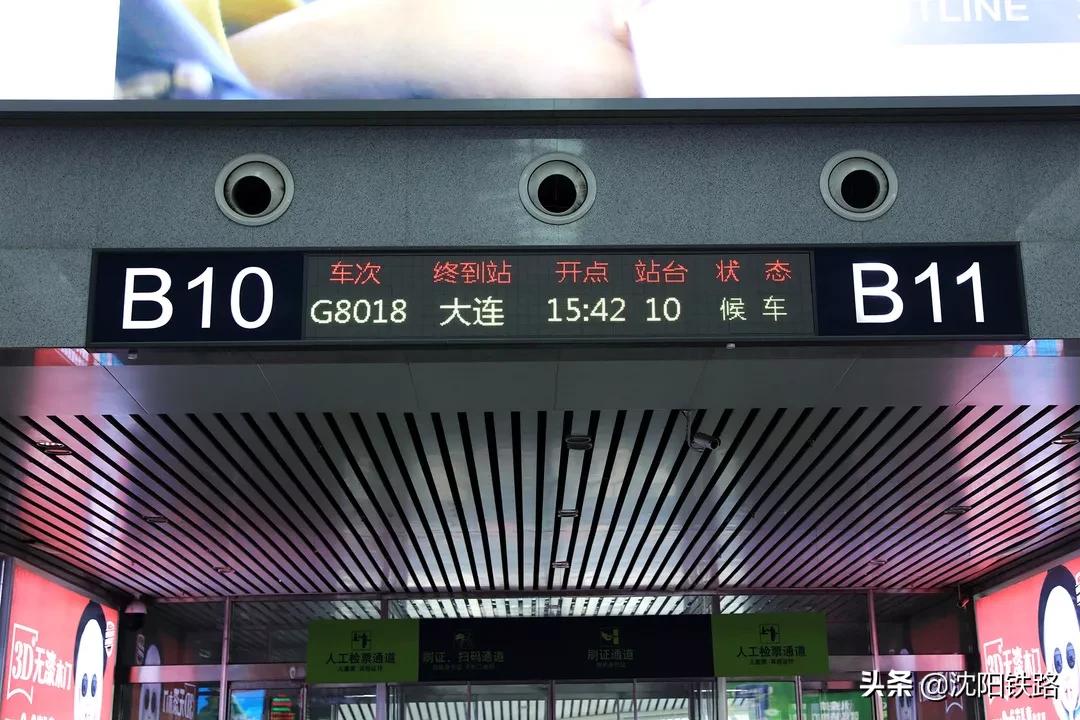 HOTLINE
B10
车次 终到站 开点 站台 状态
G8018 大连 15:42 10 候车
B11
人工检票通道
刷证、扫码通道
刷证通道
人工检票通道
3D无漆木门
3D无漆木门
头条 @沈阳铁路